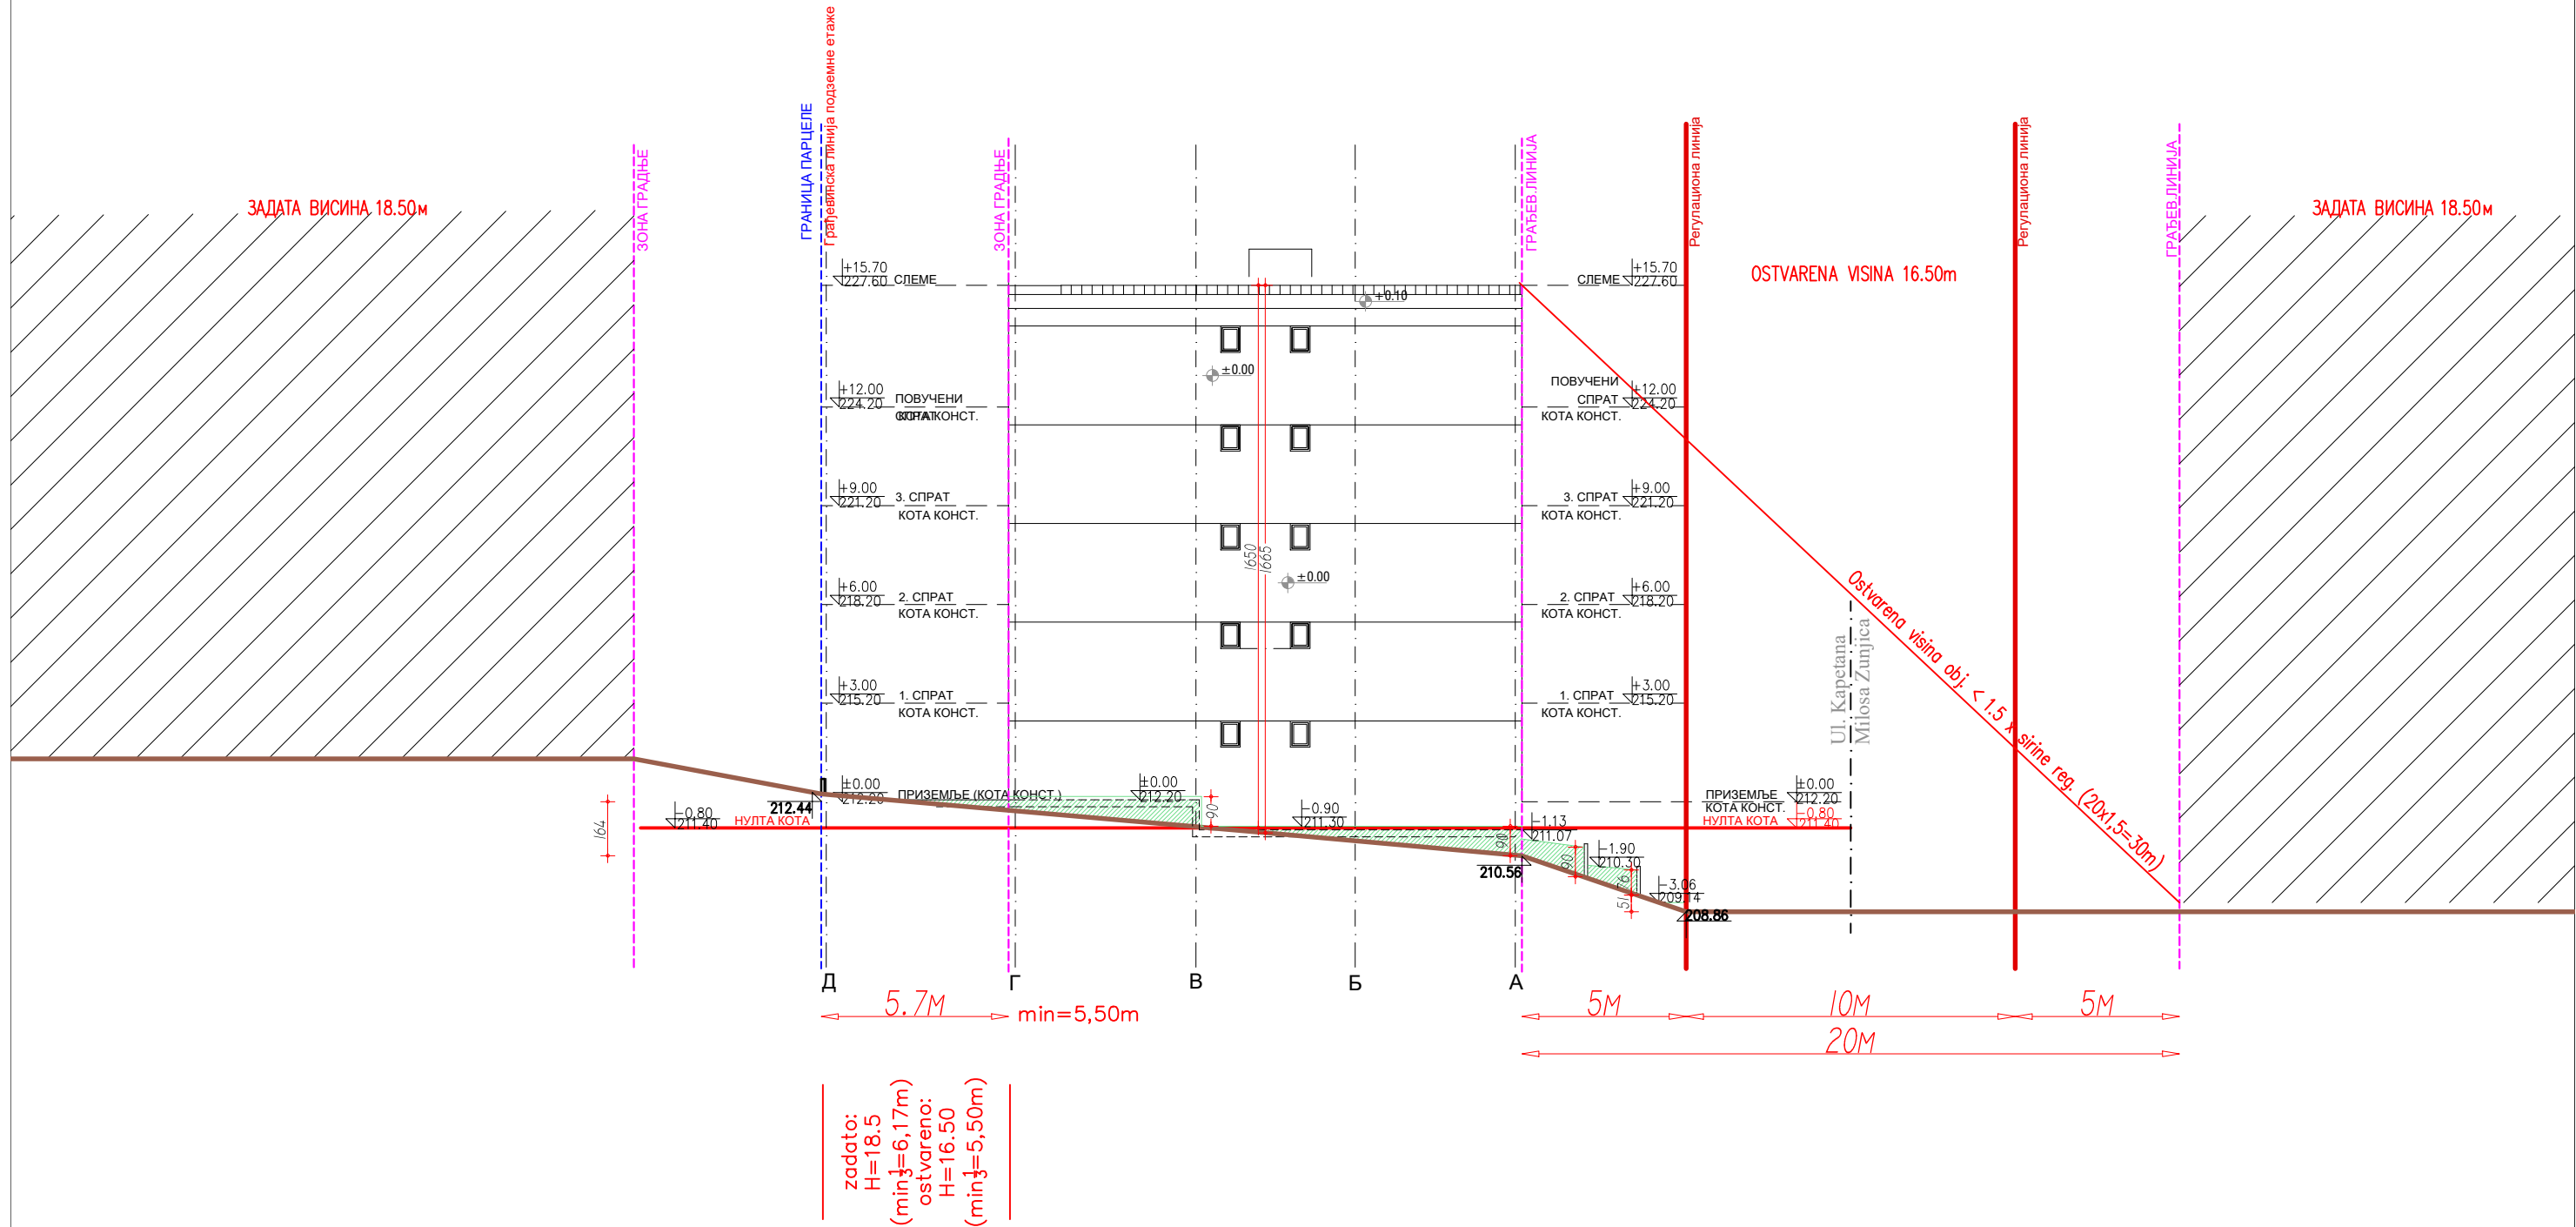 Грађевинска линија подземне етаже
ГРАНИЦА ПАРЦЕЛЕ
ЗОНА ГРАДЊЕ
ЗОНА ГРАДЊЕ
ГРАЂЕВ.ЛИНИЈА
Регулациона линија
Регулациона линија
ГРАЂЕВ.ЛИНИЈА
ЗАДАТА ВИСИНА 18.50м
ЗАДАТА ВИСИНА 18.50м
OSTVARENA VISINA 16.50m
+15.70
227.60 СЛЕМЕ
+15.70
СЛЕМЕ 227.60
+0.10
±0.00
+12.00
224.20
ПОВУЧЕНИ
СПРАТ
КОТА КОНСТ.
ПОВУЧЕНИ
СПРАТ
КОТА КОНСТ.
+12.00
224.20
+9.00
221.20
3. СПРАТ
КОТА КОНСТ.
3. СПРАТ
КОТА КОНСТ.
+9.00
221.20
1650
1665
±0.00
+6.00
218.20
2. СПРАТ
КОТА КОНСТ.
2. СПРАТ
КОТА КОНСТ.
+6.00
218.20
Ostvarena visina obj. < 1.5 x sirine reg. (20x1,5=30m)
Ul. Kapetana
Milosa Zunjica
+3.00
215.20
1. СПРАТ
КОТА КОНСТ.
1. СПРАТ
КОТА КОНСТ.
+3.00
215.20
±0.00
212.20
ПРИЗЕМЉЕ (КОТА КОНСТ.)
212.44
±0.00
212.20
90
-0.80
211.40
НУЛТА КОТА
164
-0.90
211.30
90
-1.13
211.07
210.56
90
-1.90
210.30
76
51
-3.06
209.14
208.86
ПРИЗЕМЉЕ
КОТА КОНСТ.
НУЛТА КОТА
±0.00
212.20
-0.80
211.40
Д
Г
В
Б
А
5.7М
min=5,50m
5М
10М
5М
20М
zadato:
H=18.5
(min⅓=6,17m)
ostvareno:
H=16.50
(min⅓=5,50m)